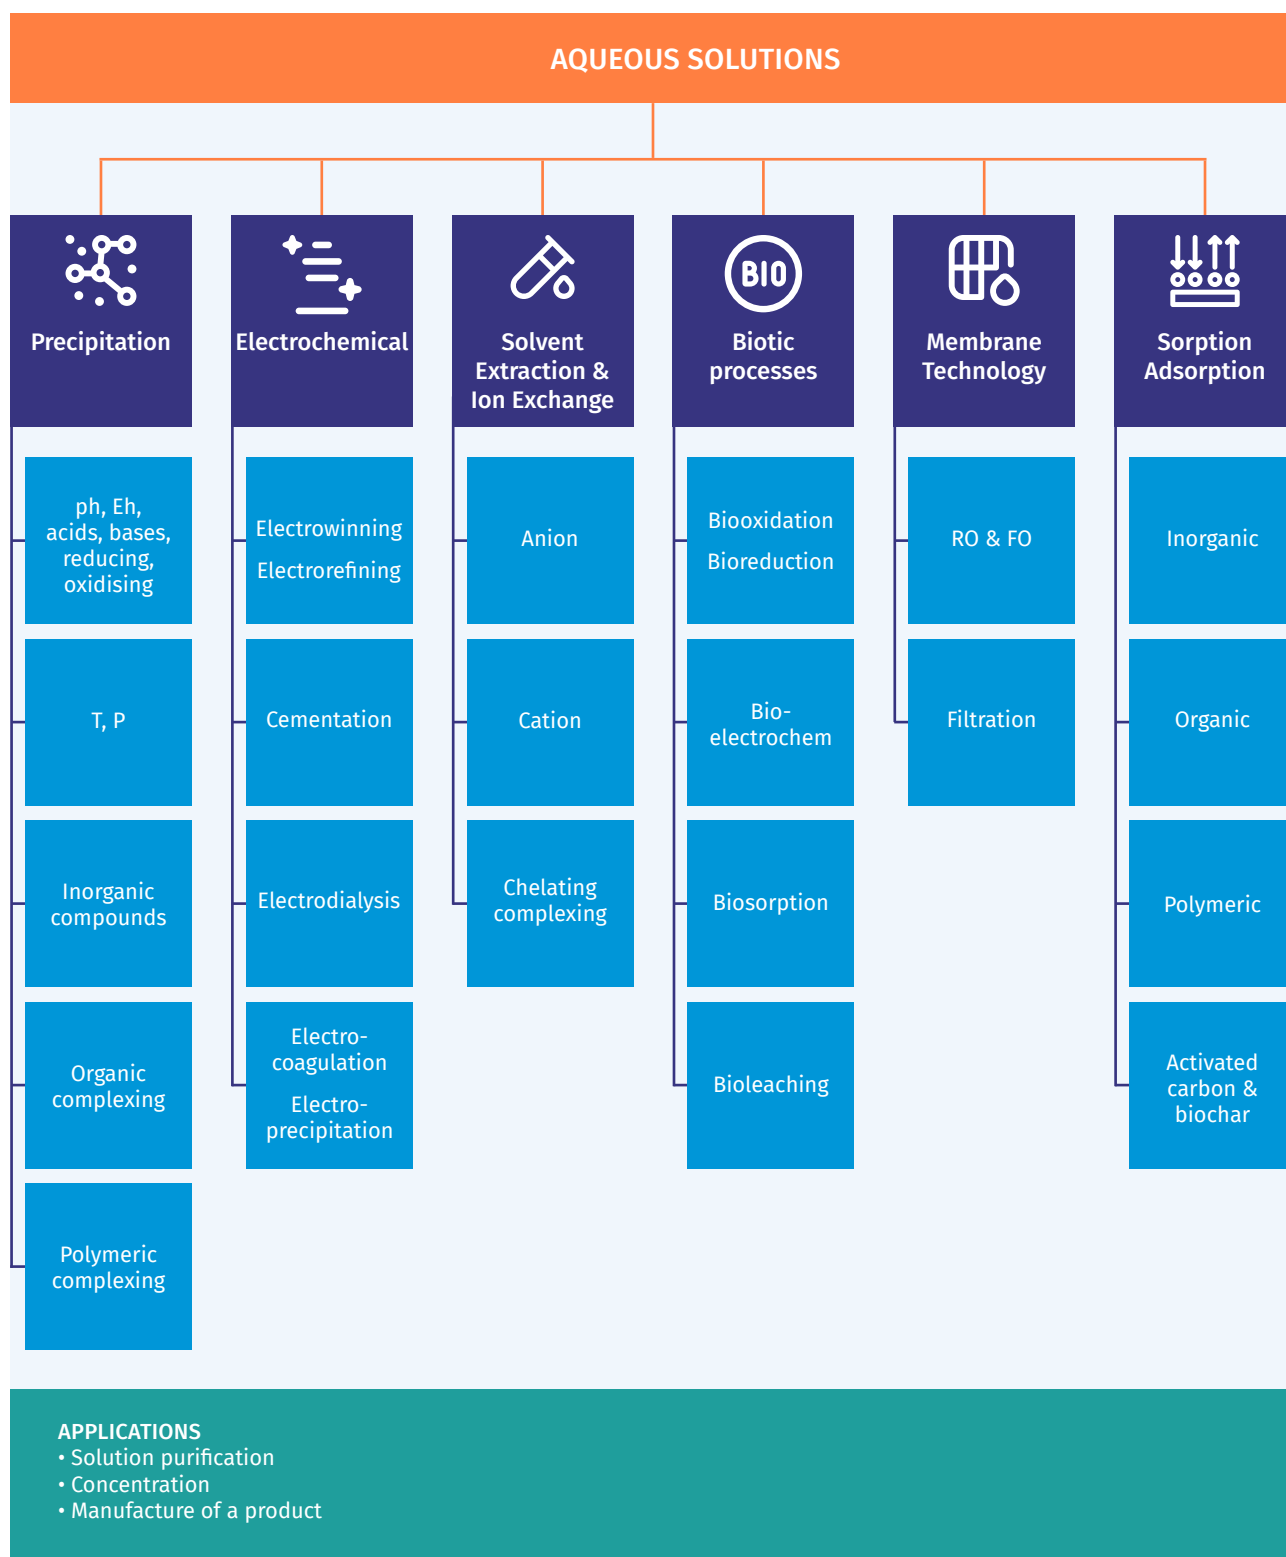 AQUEOUS SOLUTIONS
Precipitation
ph, Eh,
acids, bases,
reducing,
oxidising
T, P
Inorganic
compounds
Organic
complexing
Polymeric
complexing
Electrochemical
Electrowinning
Electrorefining
Cementation
Electrodialysis
Electro-
coagulation
Electro-
precipitation
Solvent
Extraction &
Ion Exchange
Anion
Cation
Chelating
complexing
BIO
Biotic
processes
Biooxidation
Bioreduction
Bio-
electrochem
Biosorption
Bioleaching
Membrane
Technology
RO & FO
Filtration
Sorption
Adsorption
Inorganic
Organic
Polymeric
Activated
carbon &
biochar
APPLICATIONS
• Solution purification
• Concentration
• Manufacture of a product